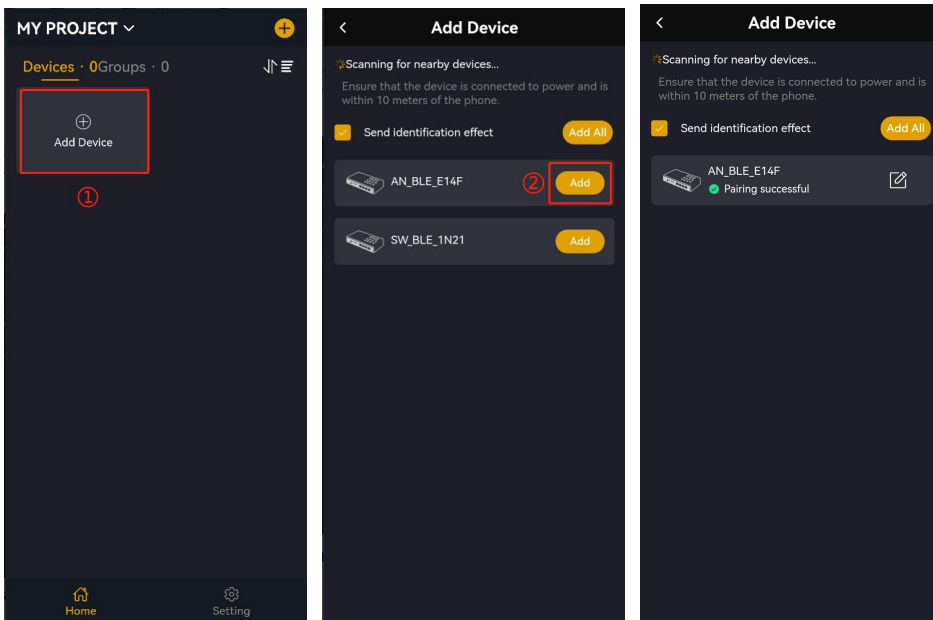 MY PROJECT
Devices · 0Groups · 0
Add Device
①
Home
Setting
Add Device
Scanning for nearby devices...
Ensure that the device is connected to power and is
within 10 meters of the phone.
Send identification effect
Add All
AN_BLE_E14F
②
Add
SW_BLE_1N21
Add
Add Device
Scanning for nearby devices...
Ensure that the device is connected to power and is
within 10 meters of the phone.
Send identification effect
Add All
AN_BLE_E14F
Pairing successful